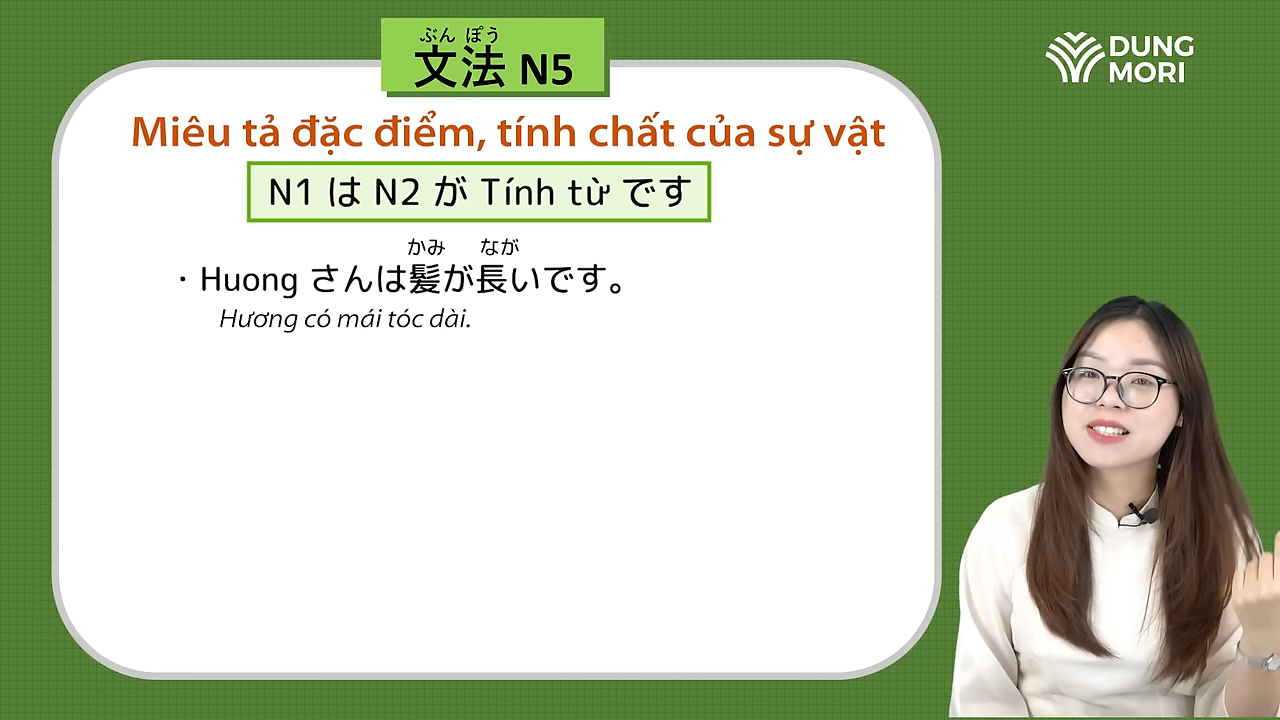 ぶん ぽう
文法 N5
DUNG
MORI
Miêu tả đặc điểm, tính chất của sự vật
N1 は N2 が Tính từ です
かみ なが
・Huong さんは髪が長いです。
Hương có mái tóc dài.